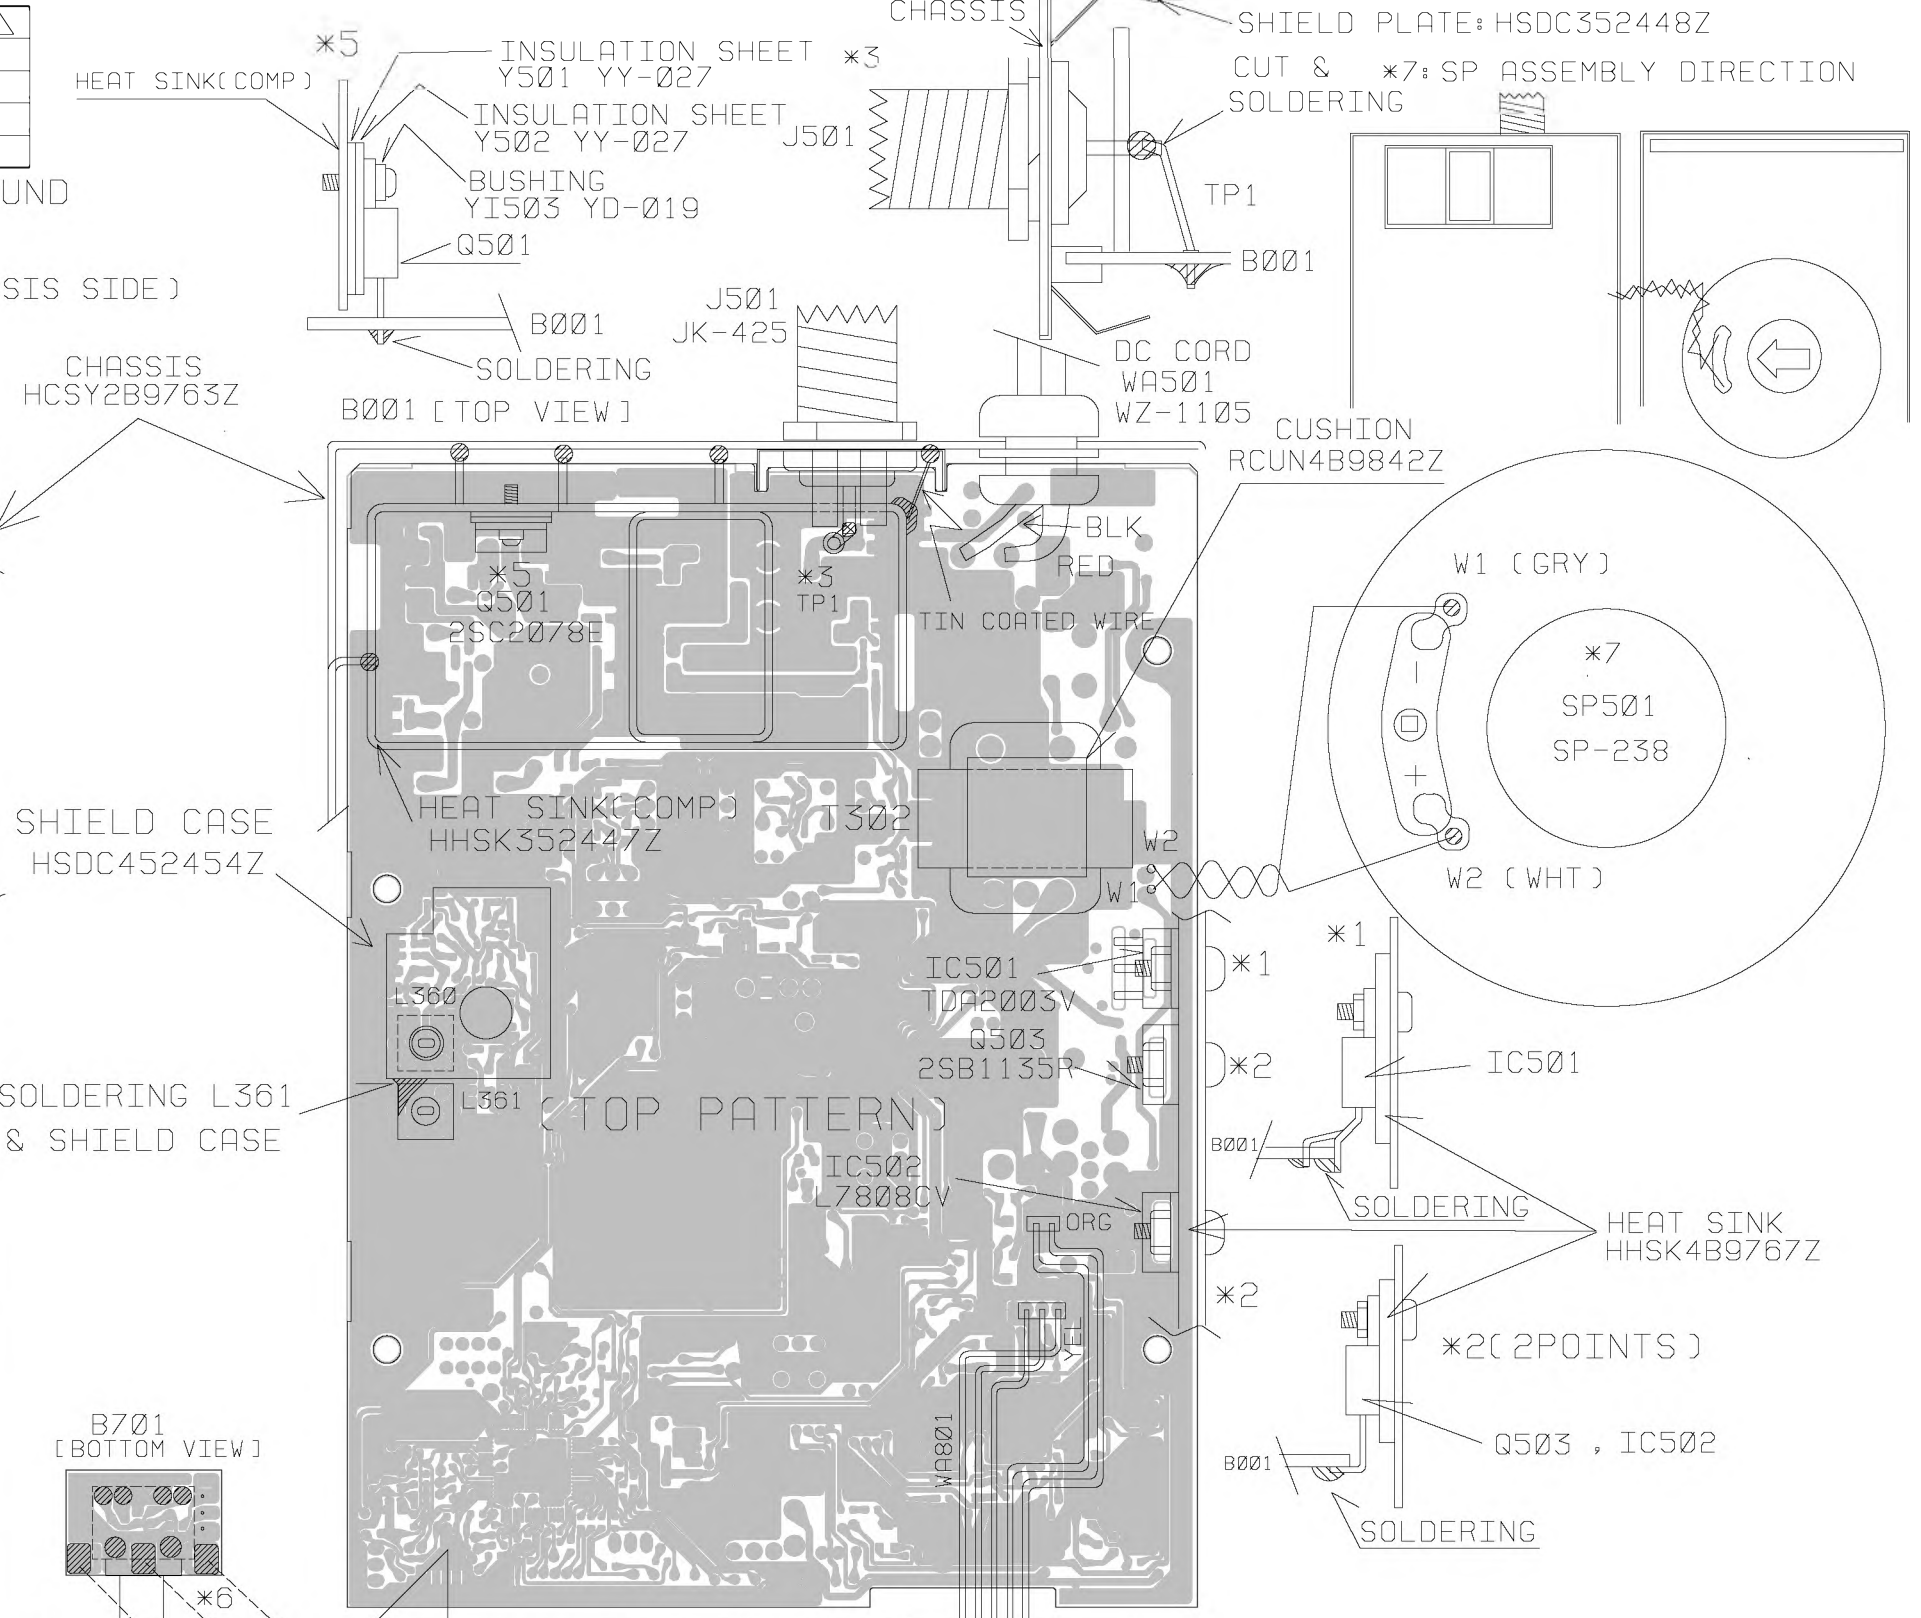 CHASSIS
SHIELD PLATE: HSDC352448Z
*5
INSULATION SHEET
Y501 YY-027
*3
CUT &
SOLDERING
*7: SP ASSEMBLY DIRECTION
HEAT SINK(COMP)
INSULATION SHEET
Y502 YY-027
J501
BUSHING
YI503 YD-019
TP1
UND
Q501
B001
SIS SIDE)
J501
JK-425
B001
SOLDERING
DC CORD
WA501
WZ-1105
CHASSIS
HCSY2B9763Z
B001 [TOP VIEW]
CUSHION
RCUN4B9842Z
BLK
RED
*5
Q501
2SC2078E
*3
TP1
TIN COATED WIRE
W1 (GRY)
*7
SP501
SP-238
-
+
W2 (WHT)
SHIELD CASE
HSDC452454Z
HEAT SINK(COMP)
HHSK352447Z
T302
W2
W1
*1
IC501
TDA2003V
*1
L360
Q503
2SB1135R
*2
IC501
SOLDERING L361
& SHIELD CASE
L361
(TOP PATTERN)
B001
IC502
L7808CV
SOLDERING
ORG
HEAT SINK
HHSK4B9767Z
*2
YEL
*2(2POINTS)
WA801
B701
[BOTTOM VIEW]
Q503 , IC502
B001
SOLDERING
*6